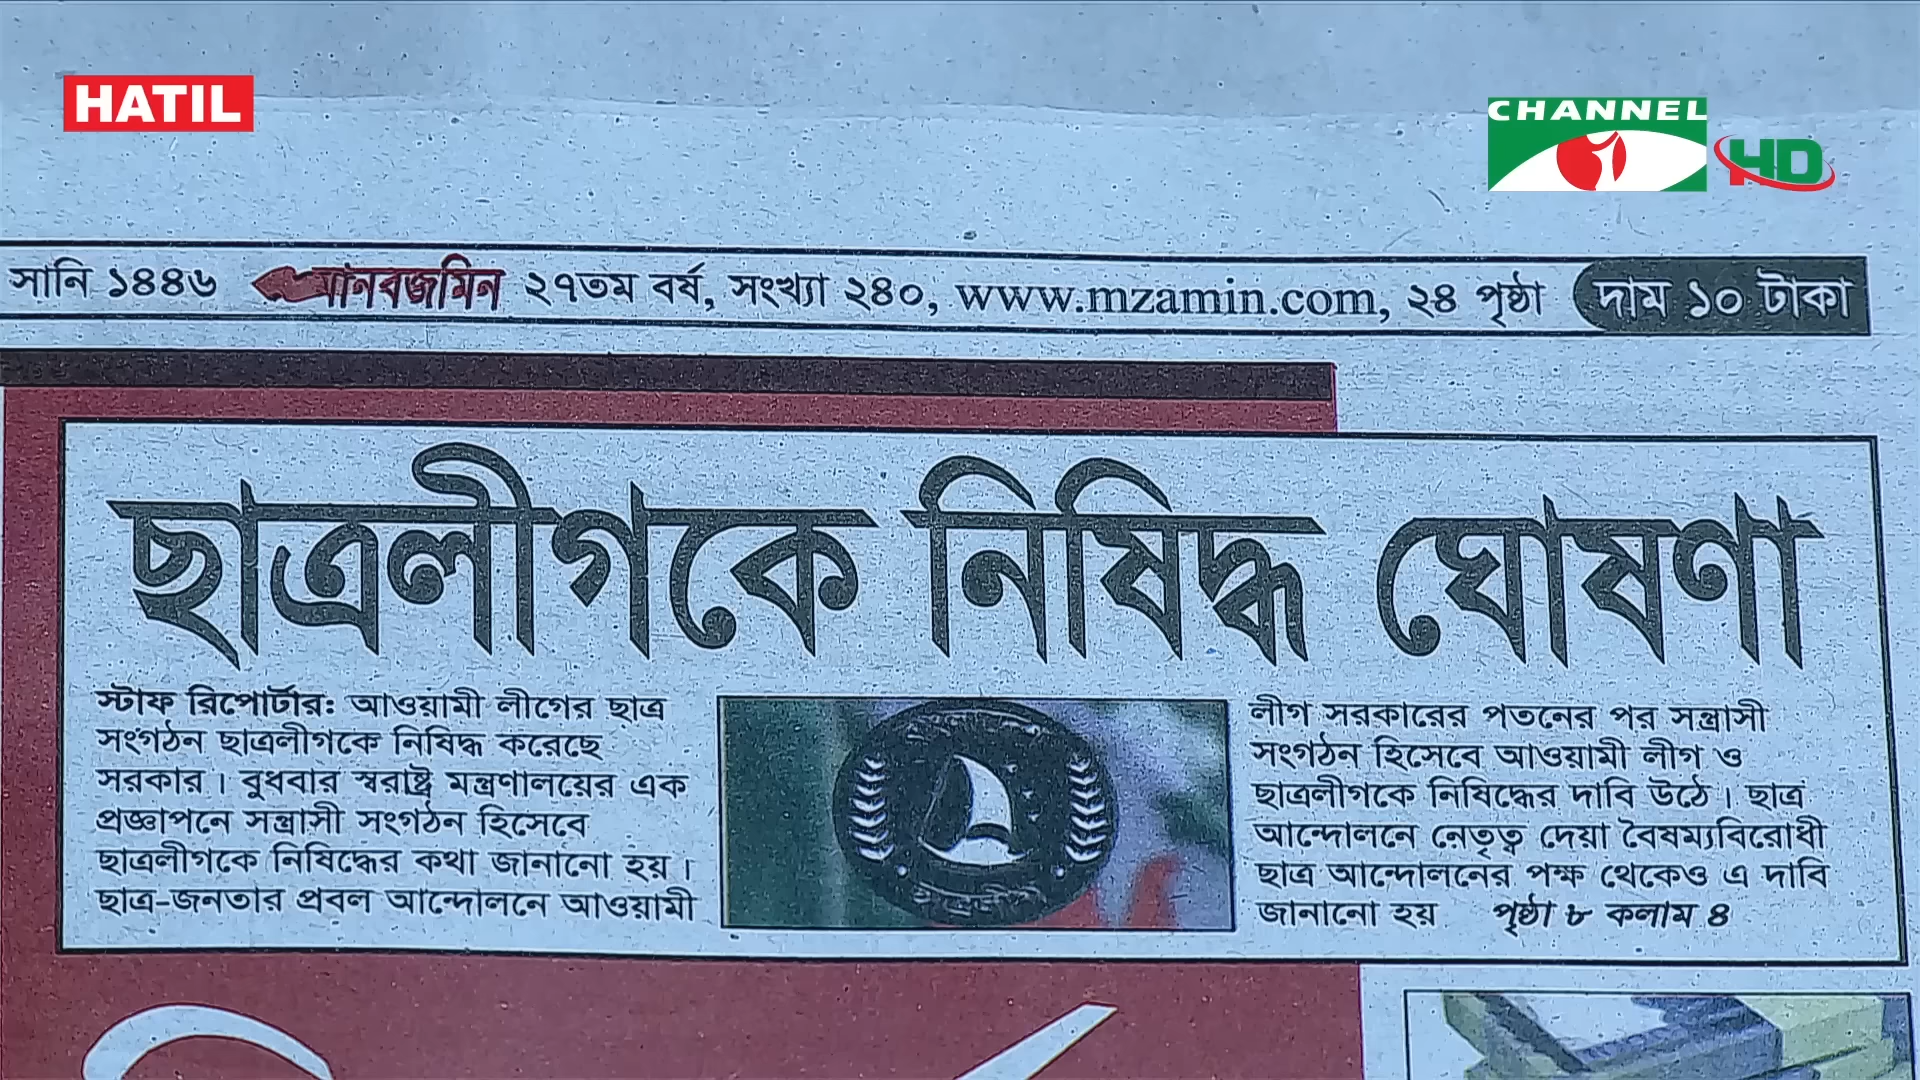 HATIL
CHANNEL i HD
সানি ১৪৪৬ মানবজমিন ২৭তম বর্ষ, সংখ্যা ২৪০, www.mzamin.com, ২৪ পৃষ্ঠা দাম ১০ টাকা
ছাত্রলীগকে নিষিদ্ধ ঘোষণা
স্টাফ রিপোর্টার: আওয়ামী লীগের ছাত্র
সংগঠন ছাত্রলীগকে নিষিদ্ধ করেছে
সরকার। বুধবার স্বরাষ্ট্র মন্ত্রণালয়ের এক
প্রজ্ঞাপনে সন্ত্রাসী সংগঠন হিসেবে
ছাত্রলীগকে নিষিদ্ধের কথা জানানো হয়।
ছাত্র-জনতার প্রবল আন্দোলনে আওয়ামী
লীগ সরকারের পতনের পর সন্ত্রাসী
সংগঠন হিসেবে আওয়ামী লীগ ও
ছাত্রলীগকে নিষিদ্ধের দাবি উঠে। ছাত্র
আন্দোলনে নেতৃত্ব দেয়া বৈষম্যবিরোধী
ছাত্র আন্দোলনের পক্ষ থেকেও এ দাবি
জানানো হয় পৃষ্ঠা ৮ কলাম ৪